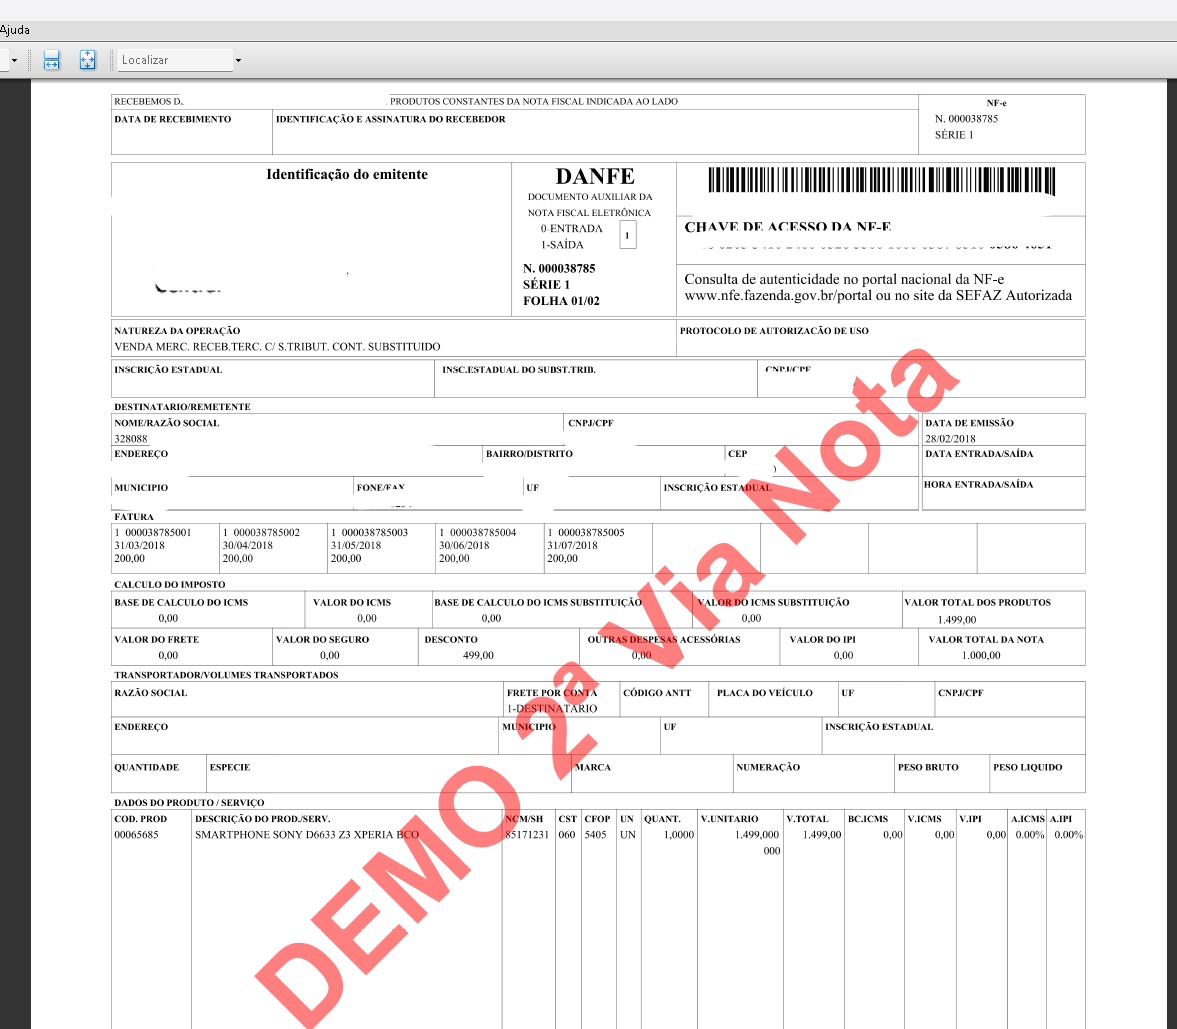 Ajuda
Localizar
RECEBEMOS PRODUTOS CONSTANTES DA NOTA FISCAL INDICADA AO LADO
NF-e
N. 000038785
SÉRIE 1
DATA DE RECEBIMENTO IDENTIFICAÇÃO E ASSINATURA DO RECEBEDOR
Identificação do emitente
DANFE
DOCUMENTO AUXILIAR DA
NOTA FISCAL ELETRÔNICA
0-ENTRADA
1-SAÍDA
1
N. 000038785
SÉRIE 1
FOLHA 01/02
CHAVE DE ACESSO DA NF-E
Consulta de autenticidade no portal nacional da NF-e
www.nfe.fazenda.gov.br/portal ou no site da SEFAZ Autorizada
NATUREZA DA OPERAÇÃO PROTOCOLO DE AUTORIZACÃO DE USO
VENDA MERC. RECEB.TERC. C/ S.TRIBUT. CONT. SUBSTITUIDO
INSCRIÇÃO ESTADUAL INSC.ESTADUAL DO SUBST.TRIB. CNPJ/CPF
DESTINATARIO/REMETENTE
NOME/RAZÃO SOCIAL CNPJ/CPF DATA DE EMISSÃO
328088 28/02/2018
ENDEREÇO BAIRRO/DISTRITO CEP DATA ENTRADA/SAÍDA
MUNICIPIO FONE/FAX UF INSCRIÇÃO ESTADUAL HORA ENTRADA/SAÍDA
FATURA
1 000038785001 1 000038785002 1 000038785003 1 000038785004 1 000038785005
31/03/2018 30/04/2018 31/05/2018 30/06/2018 31/07/2018
200,00 200,00 200,00 200,00 200,00
CALCULO DO IMPOSTO
BASE DE CALCULO DO ICMS VALOR DO ICMS BASE DE CALCULO DO ICMS SUBSTITUIÇÃO VALOR DO ICMS SUBSTITUIÇÃO VALOR TOTAL DOS PRODUTOS
0,00 0,00 0,00 0,00 1.499,00
VALOR DO FRETE VALOR DO SEGURO DESCONTO OUTRAS DESPESAS ACESSÓRIAS VALOR DO IPI VALOR TOTAL DA NOTA
0,00 0,00 499,00 0,00 0,00 1.000,00
TRANSPORTADOR/VOLUMES TRANSPORTADOS
RAZÃO SOCIAL FRETE POR CONTA CÓDIGO ANTT PLACA DO VEÍCULO UF CNPJ/CPF
1-DESTINATARIO
ENDEREÇO MUNICIPIO UF INSCRIÇÃO ESTADUAL
QUANTIDADE ESPECIE MARCA NUMERAÇÃO PESO BRUTO PESO LIQUIDO
DADOS DO PRODUTO / SERVIÇO
COD. PROD DESCRIÇÃO DO PROD./SERV. NCM/SH CST CFOP UN QUANT. V.UNITARIO V.TOTAL BC.ICMS V.ICMS V.IPI A.ICMS A.IPI
00065685 SMARTPHONE SONY D6633 Z3 XPERIA BCO 85171231 060 5405 UN 1,0000 1.499,000 1.499,00 0,00 0,00 0,00 0.00% 0.00%
000
DEMO 2ª Via Nota